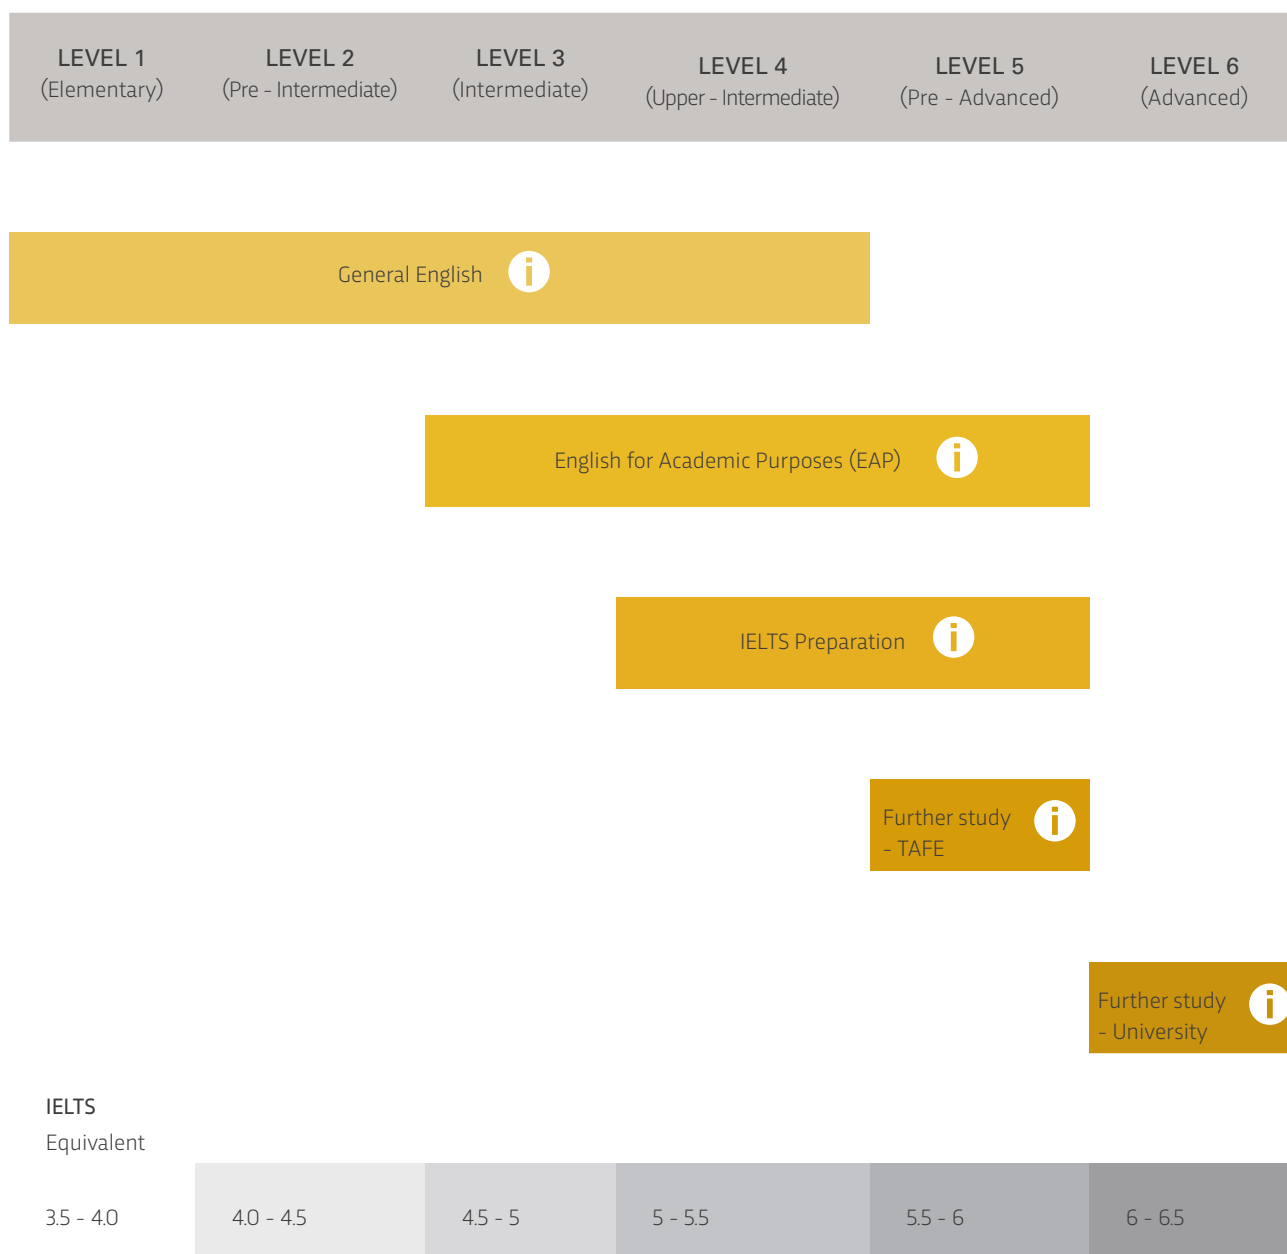 LEVEL 1
(Elementary)
LEVEL 2
(Pre - Intermediate)
LEVEL 3
(Intermediate)
LEVEL 4
(Upper - Intermediate)
LEVEL 5
(Pre - Advanced)
LEVEL 6
(Advanced)
General English
English for Academic Purposes (EAP)
IELTS Preparation
Further study
- TAFE
Further study
- University
IELTS
Equivalent
3.5 - 4.0
4.0 - 4.5
4.5 - 5
5 - 5.5
5.5 - 6
6 - 6.5